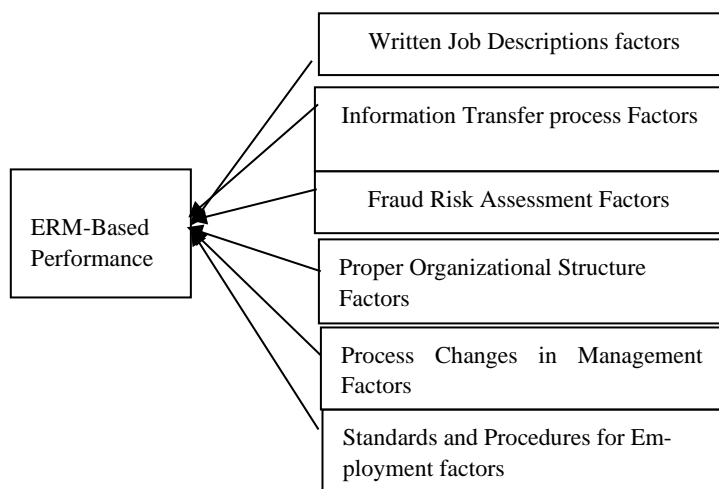 Written Job Descriptions factors
Information Transfer process Factors
Fraud Risk Assessment Factors
ERM-Based
Performance
Proper Organizational Structure
Factors
Process Changes in Management
Factors
Standards and Procedures for Em-
ployment factors